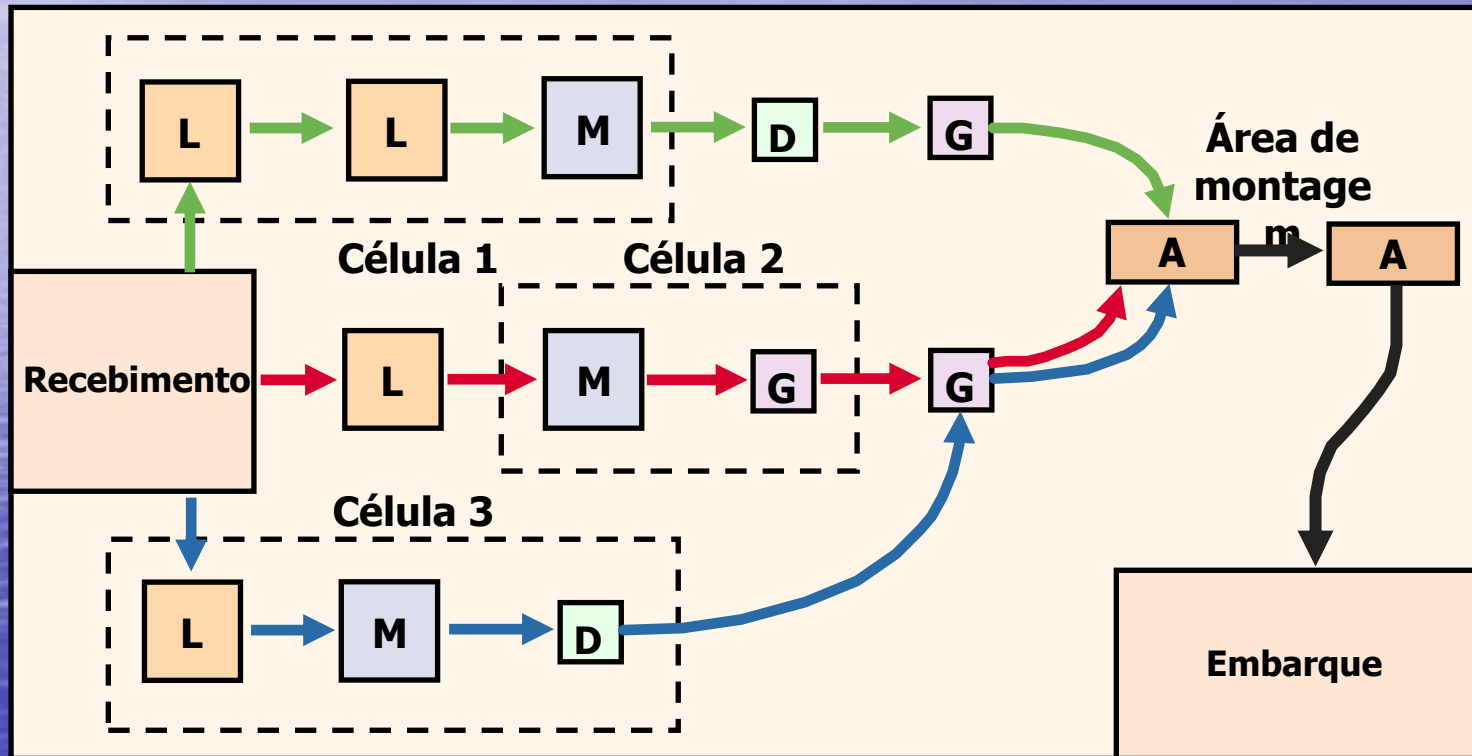 L
L
M
D
G
Área de
montage
m
A
A
Célula 1
Célula 2
Recebimento
L
M
G
G
Célula 3
L
M
D
Embarque